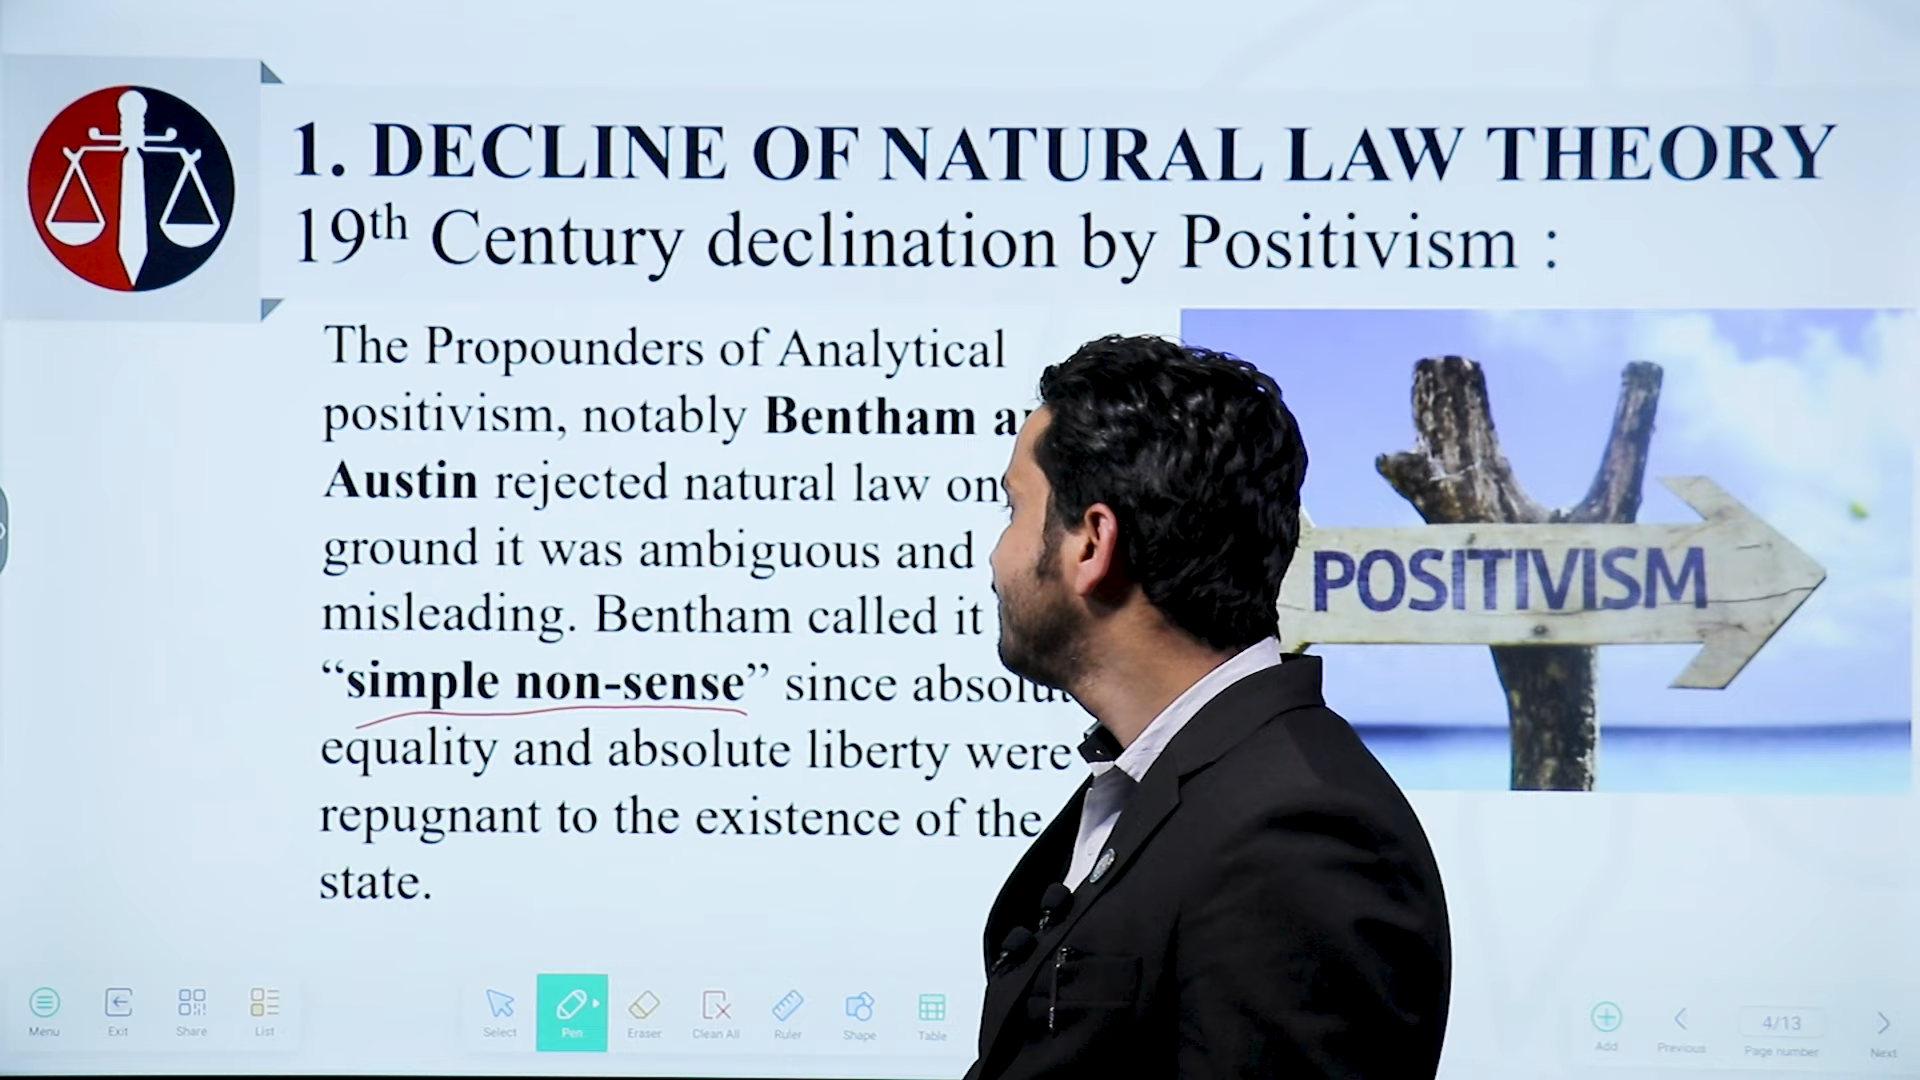 1. DECLINE OF NATURAL LAW THEORY
19th Century declination by Positivism :
The Propounders of Analytical
positivism, notably Bentham
Austin rejected natural law on
ground it was ambiguous and
misleading. Bentham called it
“simple non-sense” since
equality and absolute liberty were
repugnant to the existence of the
state.
POSITIVISM
Menu
Exit
Share
List
Select
Pen
Eraser
Clean All
Ruler
Shape
Table
Add
Previous
4/13
Page number
Next